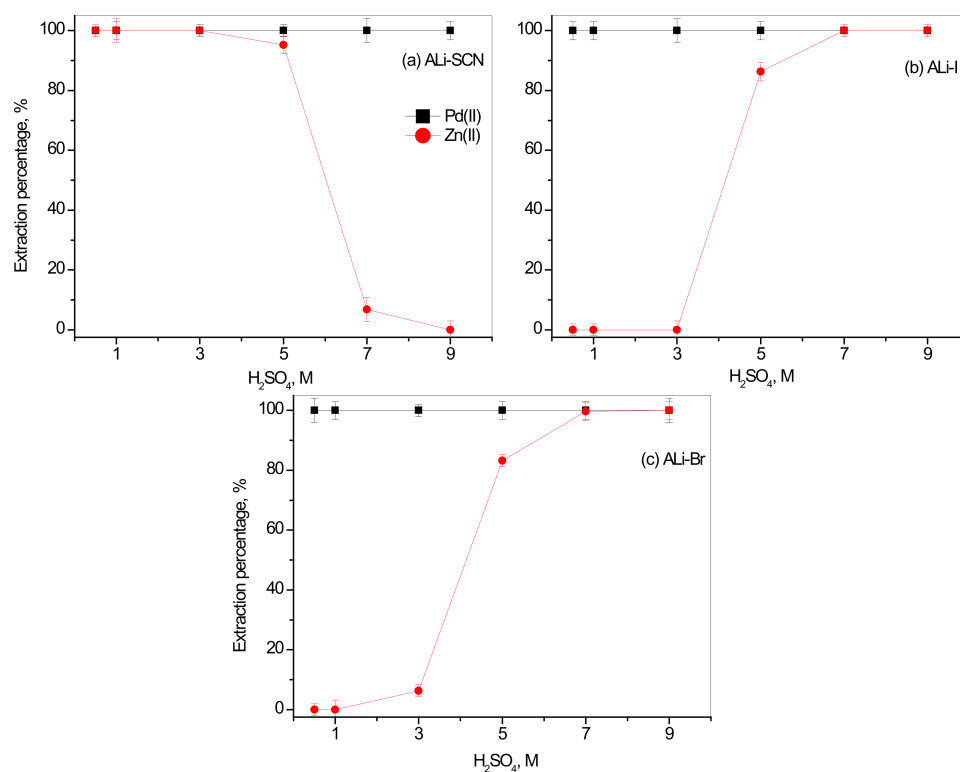 100
80
60
40
20
0
Extraction percentage, %
(a) ALi-SCN
Pd(II)
Zn(II)
1 3 5 7 9
H₂SO₄, M
100
80
60
40
20
0
(b) ALi-I
1 3 5 7 9
H₂SO₄, M
100
80
60
40
20
0
Extraction percentage, %
(c) ALi-Br
1 3 5 7 9
H₂SO₄, M